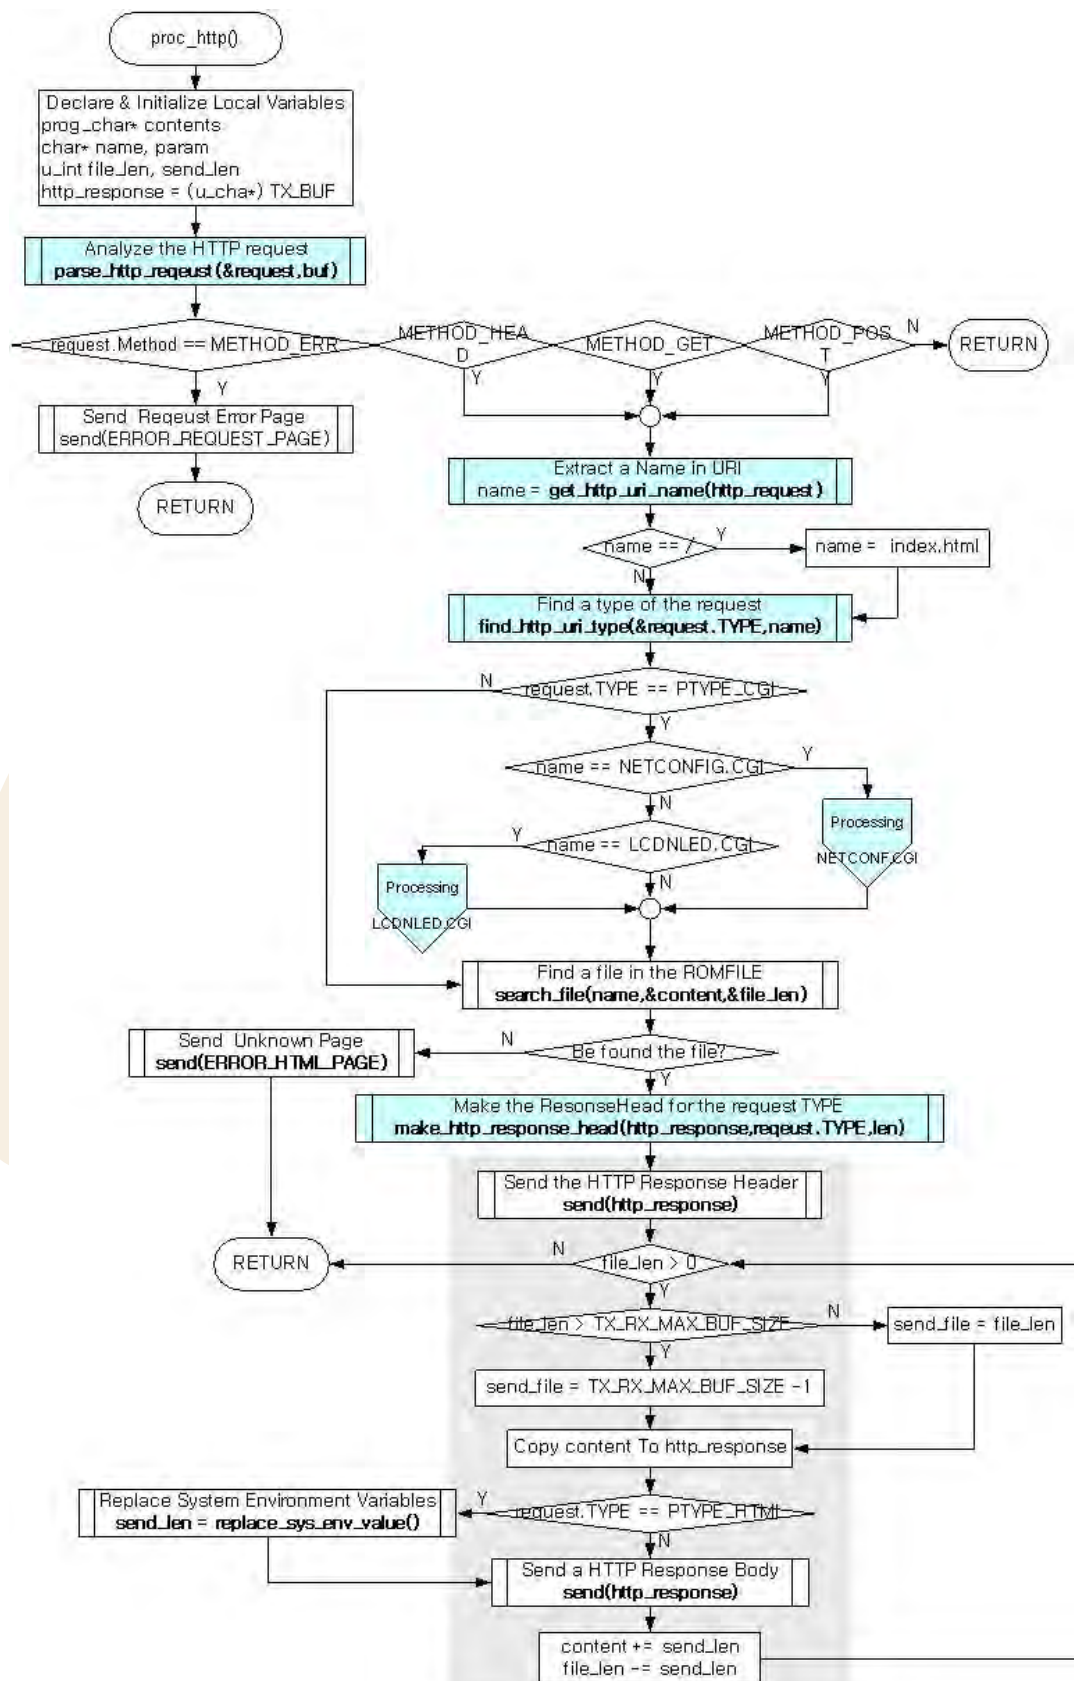 proc_http()
Declare & Initialize Local Variables
prog_char* contents
char* name, param
u_int file_len, send_len
http_response = (u_cha*) TX_BUF
Analyze the HTTP request
parse_http_reqeust(&request,buf)
request.Method == METHOD_ERR
Y
METHOD_HEA
D
Y
METHOD_GET
Y
METHOD_POS
T
Y
N
RETURN
Send Reqeust Error Page
send(ERROR_REQUEST_PAGE)
RETURN
Extract a Name in URI
name = get_http_uri_name(http_request)
name == /
Y
name = index.html
N
Find a type of the request
find_http_uri_type(&request.TYPE,name)
N
request.TYPE == PTYPE_CGI
Y
name == NETCONFIG.CGI
Y
N
Processing
NETCONF.CGI
Y
name == LCDNLED.CGI
N
Processing
LCDNLED.CGI
Find a file in the ROMFILE
search_file(name,&content,&file_len)
Send Unknown Page
send(ERROR_HTML_PAGE)
N
Be found the file?
Y
Make the ResonseHead for the request TYPE
make_http_response_head(http_response,reqeust.TYPE,len)
Send the HTTP Response Header
send(http_response)
RETURN
N
file_len > 0
Y
file_len > TX_RX_MAX_BUF_SIZE
N
send_file = file_len
Y
send_file = TX_RX_MAX_BUF_SIZE -1
Copy content To http_response
Replace System Environment Variables
send_len = replace_sys_env_value()
Y
request.TYPE == PTYPE_HTMl
N
Send a HTTP Response Body
send(http_response)
content += send_len
file_len -= send_len